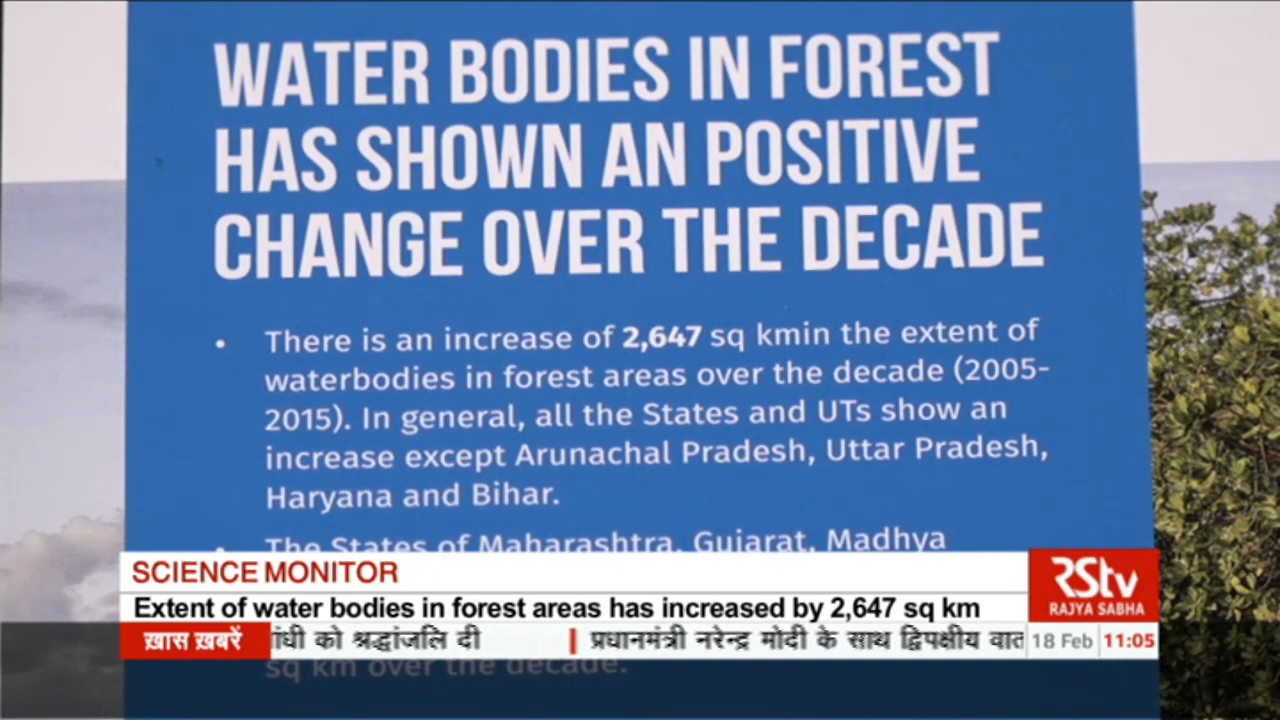 WATER BODIES IN FOREST
HAS SHOWN AN POSITIVE
CHANGE OVER THE DECADE
• There is an increase of 2,647 sq kmin the extent of
waterbodies in forest areas over the decade (2005-
2015). In general, all the States and UTs show an
increase except Arunachal Pradesh, Uttar Pradesh,
Haryana and Bihar.
• The States of Maharashtra, Gujarat, Madhya
SCIENCE MONITOR
Extent of water bodies in forest areas has increased by 2,647 sq km
RStv
RAJYA SABHA
ख़ास ख़बरें
को श्रद्धांजलि दी | प्रधानमंत्री नरेन्द्र मोदी के साथ द्विपक्षीय वात
18 Feb 11:05
sq km over the decade.